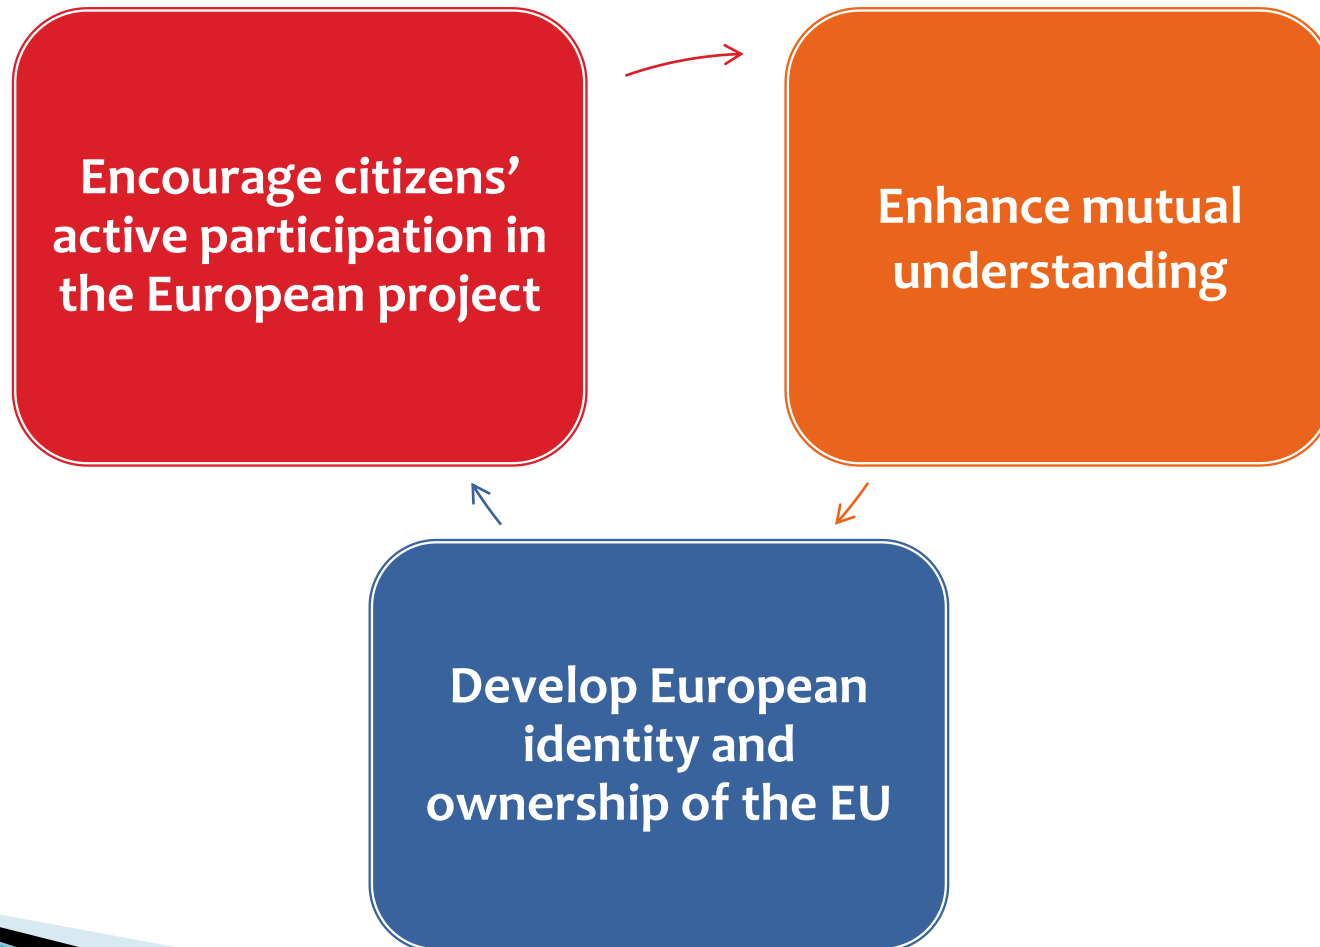 Encourage citizens’
active participation in
the European project
Enhance mutual
understanding
Develop European
identity and
ownership of the EU